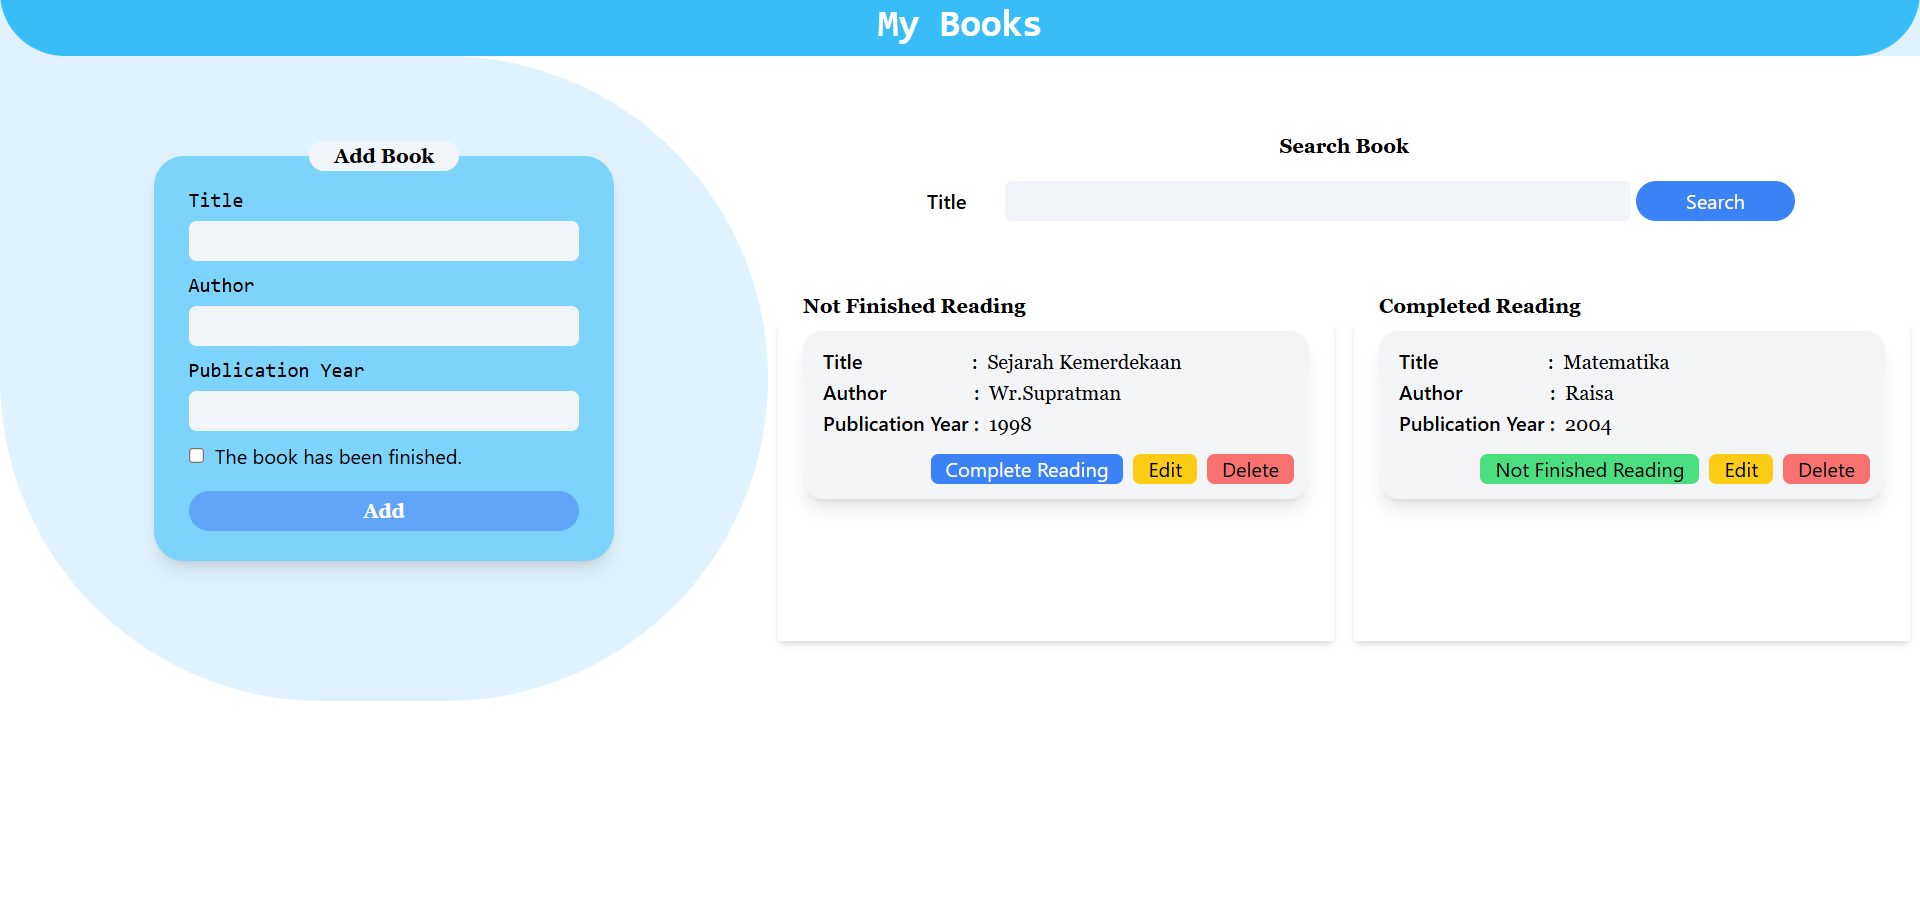 My Books
Add Book
Title
Author
Publication Year
The book has been finished.
Add
Search Book
Title
Search
Not Finished Reading
Title : Sejarah Kemerdekaan
Author : Wr.Supratman
Publication Year : 1998
Complete Reading Edit Delete
Completed Reading
Title : Matematika
Author : Raisa
Publication Year : 2004
Not Finished Reading Edit Delete